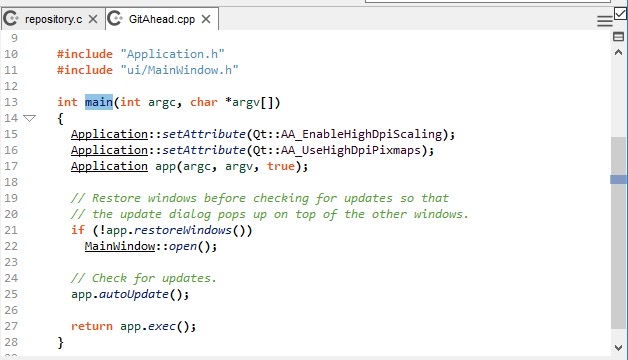 repository.c GitAhead.cpp
9
10 #include "Application.h"
11 #include "ui/MainWindow.h"
12
13 int main(int argc, char *argv[])
14 {
15 Application::setAttribute(Qt::AA_EnableHighDpiScaling);
16 Application::setAttribute(Qt::AA_UseHighDpiPixmaps);
17 Application app(argc, argv, true);
18
19 // Restore windows before checking for updates so that
20 // the update dialog pops up on top of the other windows.
21 if (!app.restoreWindows())
22 MainWindow::open();
23
24 // Check for updates.
25 app.autoUpdate();
26
27 return app.exec();
28 }